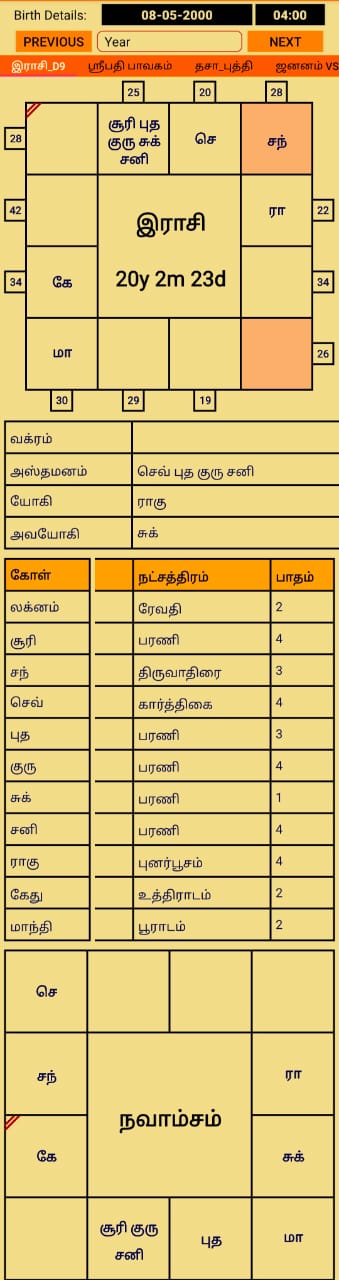 Birth Details: 08-05-2000 04:00
PREVIOUS Year NEXT
இராசி_D9 ஸ்ரீபதி பாவகம் தசா_புத்தி ஜனனம் VS
25 20 28
28 சூரி புத குரு சுக் சனி செ சந்
42 ரா 22
இராசி
34 கே 20y 2m 23d 34
மா 26
30 29 19
வக்ரம்
அஸ்தமனம் செவ் புத குரு சனி
யோகி ராகு
அவயோகி சுக்
கோள் நட்சத்திரம் பாதம்
லக்னம் ரேவதி 2
சூரி பரணி 4
சந் திருவாதிரை 3
செவ் கார்த்திகை 4
புத பரணி 3
குரு பரணி 4
சுக் பரணி 1
சனி பரணி 4
ராகு புனர்பூசம் 4
கேது உத்திராடம் 2
மாந்தி பூராடம் 2
செ
சந் ரா
நவாம்சம்
கே சுக்
சூரி குரு சனி புத மா